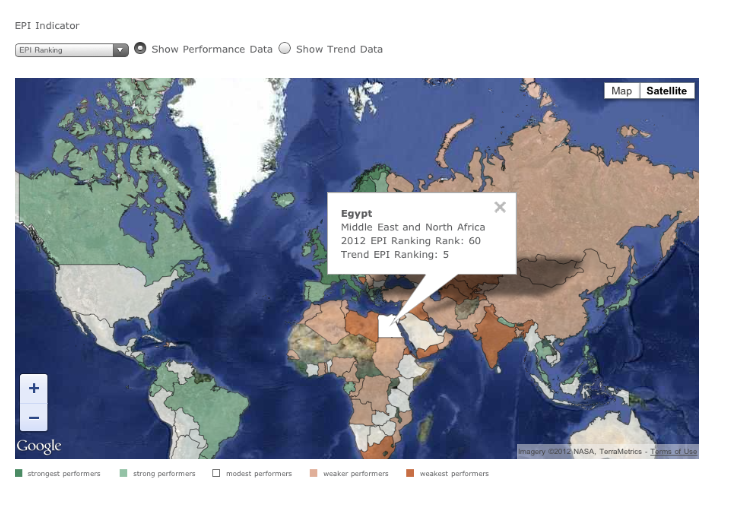 EPI Indicator
EPI Ranking
Show Performance Data
Show Trend Data
Map
Satellite
Egypt
Middle East and North Africa
2012 EPI Ranking Rank: 60
Trend EPI Ranking: 5
+
−
Google
Imagery ©2012 NASA, TerraMetrics - Terms of Use
strongest performers
strong performers
modest performers
weaker performers
weakest performers